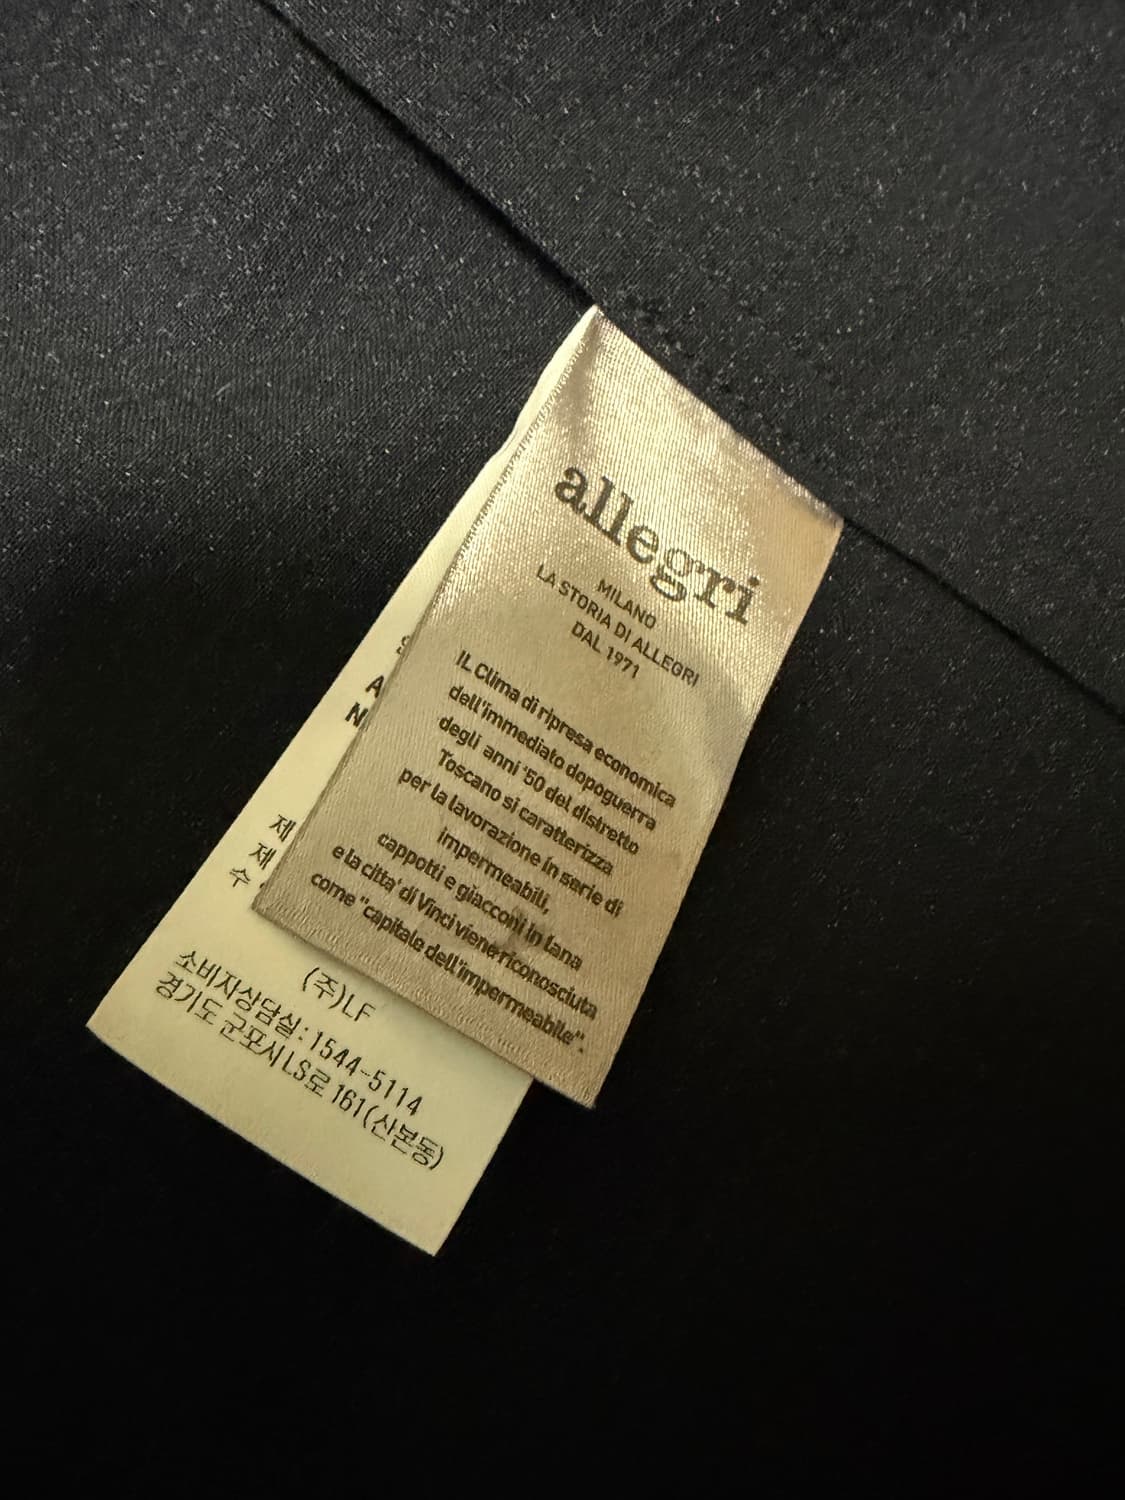 allegri
MILANO
LA STORIA DI ALLEGRI
DAL 1971
IL Clima di ripresa economica
dell'immediato dopoguerra
degli anni '50 del distretto
Toscano si caratterizza
per la lavorazione in serie di
impermeabili,
cappotti e giacconi in lana
e la citta' di Vinci viene riconosciuta
come "capitale dell'impermeabile".
A
N
제
제
수
(주)LF
소비자상담실:1544-5114
경기도 군포시 LS로 161(산본동)